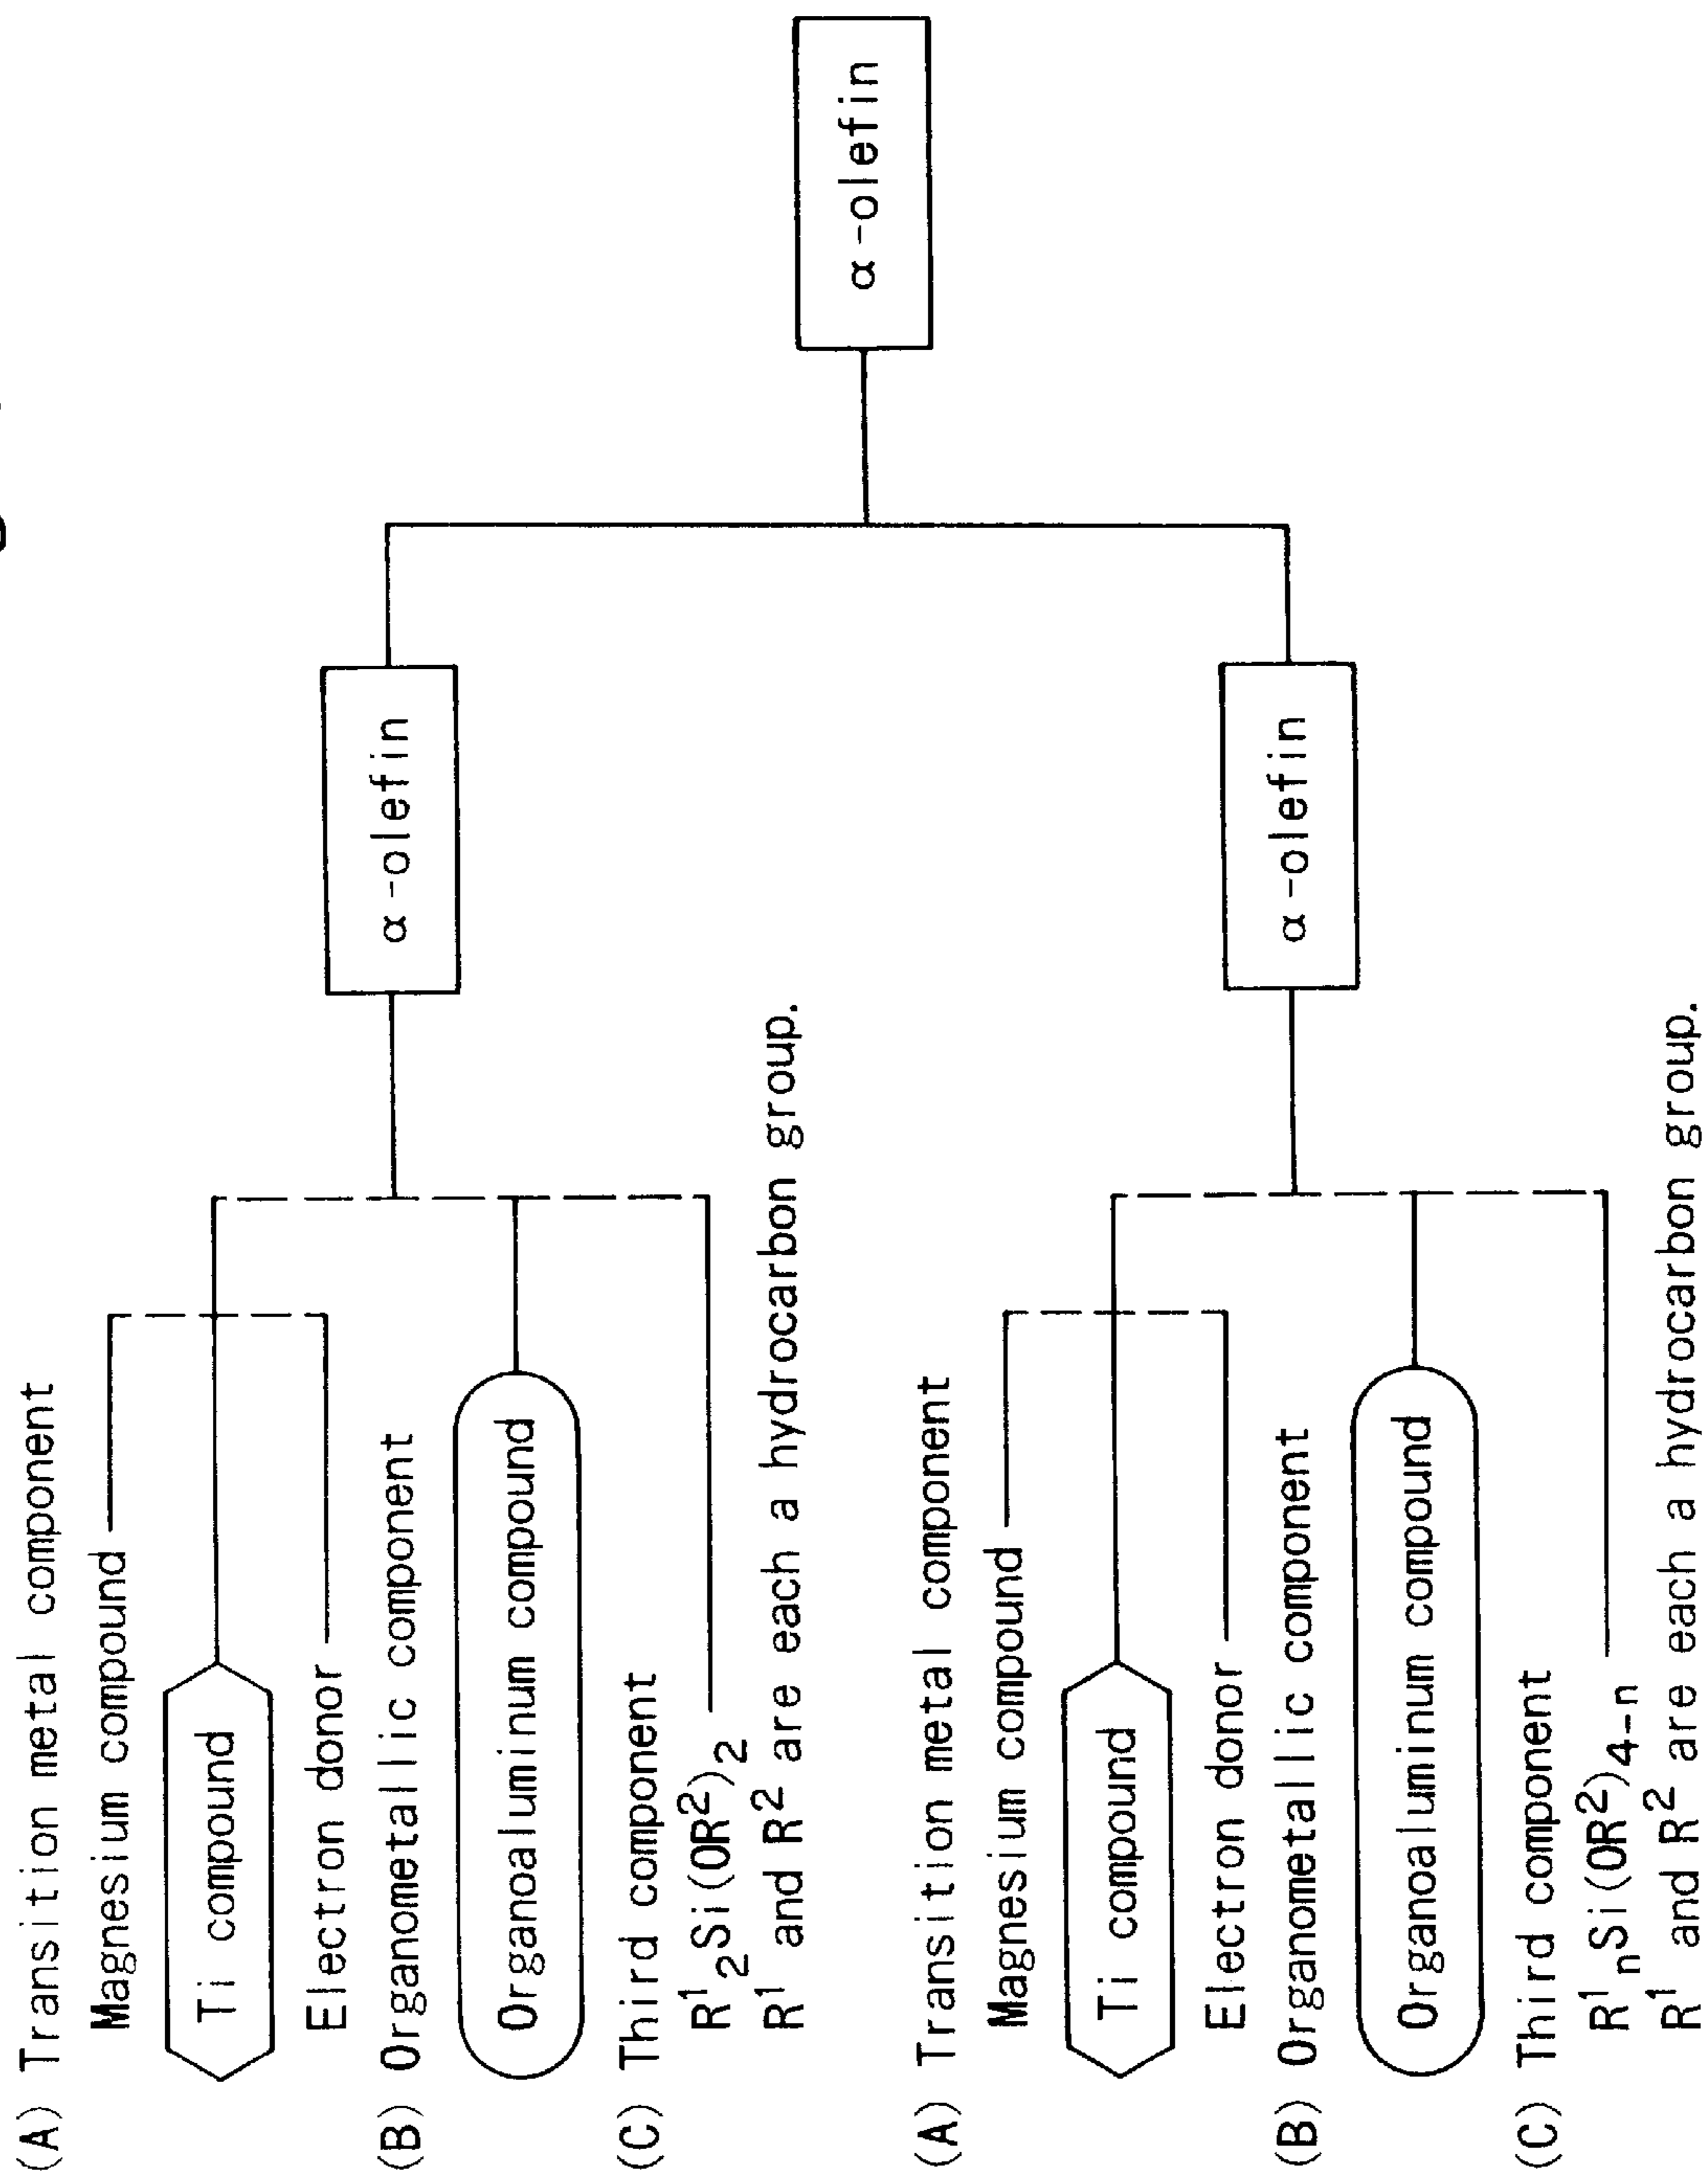 (A) Transition metal component
Magnesium compound
Ti compound
Electron donor
(B) Organometallic component
Organoaluminum compound
(C) Third component
R¹₂Si(OR²)₂
R¹ and R² are each a hydrocarbon group.
α-olefin
(A) Transition metal component
Magnesium compound
Ti compound
Electron donor
(B) Organometallic component
Organoaluminum compound
(C) Third component
R¹ₙSi(OR²)₄₋ₙ
R¹ and R² are each a hydrocarbon group.
α-olefin
α-olefin